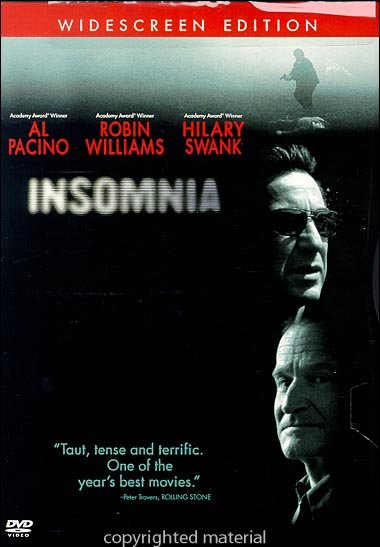 WIDESCREEN EDITION
Academy Award® Winner Academy Award® Winner Academy Award® Winner
AL ROBIN HILARY
PACINO WILLIAMS SWANK
INSOMNIA
"Taut, tense and terrific.
One of the
year's best movies."
–Peter Travers, ROLLING STONE
DVD
VIDEO
copyrighted material